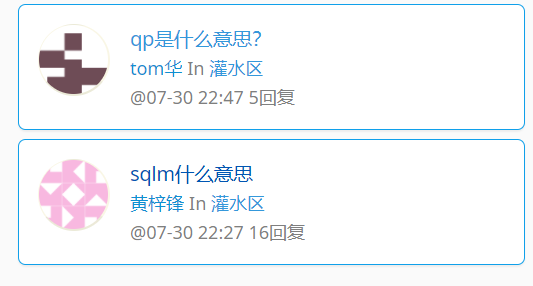 qp是什么意思?
tom华 In 灌水区
@07-30 22:47 5回复
sqlm什么意思
黄梓锋 In 灌水区
@07-30 22:27 16回复